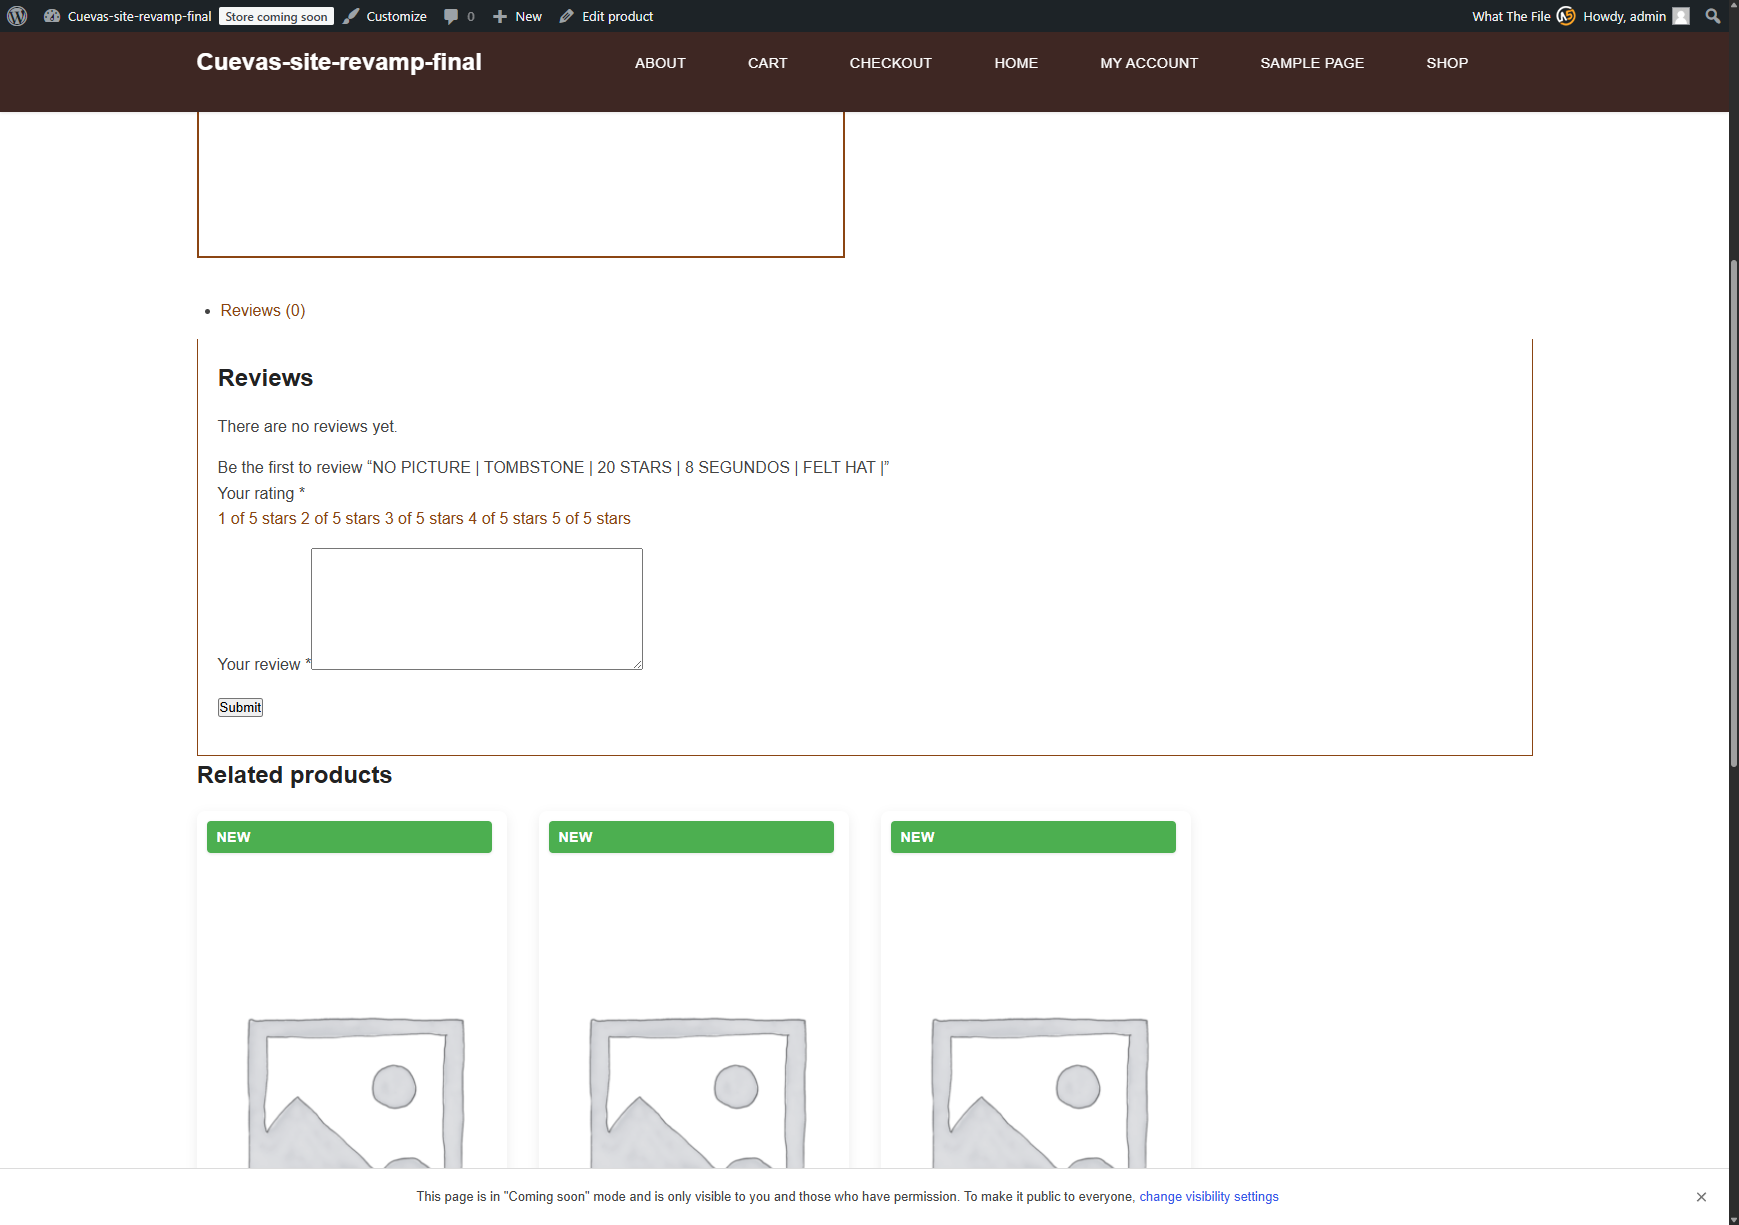 Cuevas-site-revamp-final Store coming soon Customize 0 New Edit product What The File Howdy, admin
Cuevas-site-revamp-final ABOUT CART CHECKOUT HOME MY ACCOUNT SAMPLE PAGE SHOP
Reviews (0)
Reviews
There are no reviews yet.
Be the first to review “NO PICTURE | TOMBSTONE | 20 STARS | 8 SEGUNDOS | FELT HAT |”
Your rating *
1 of 5 stars 2 of 5 stars 3 of 5 stars 4 of 5 stars 5 of 5 stars
Your review *
Submit
Related products
NEW NEW NEW
This page is in "Coming soon" mode and is only visible to you and those who have permission. To make it public to everyone, change visibility settings